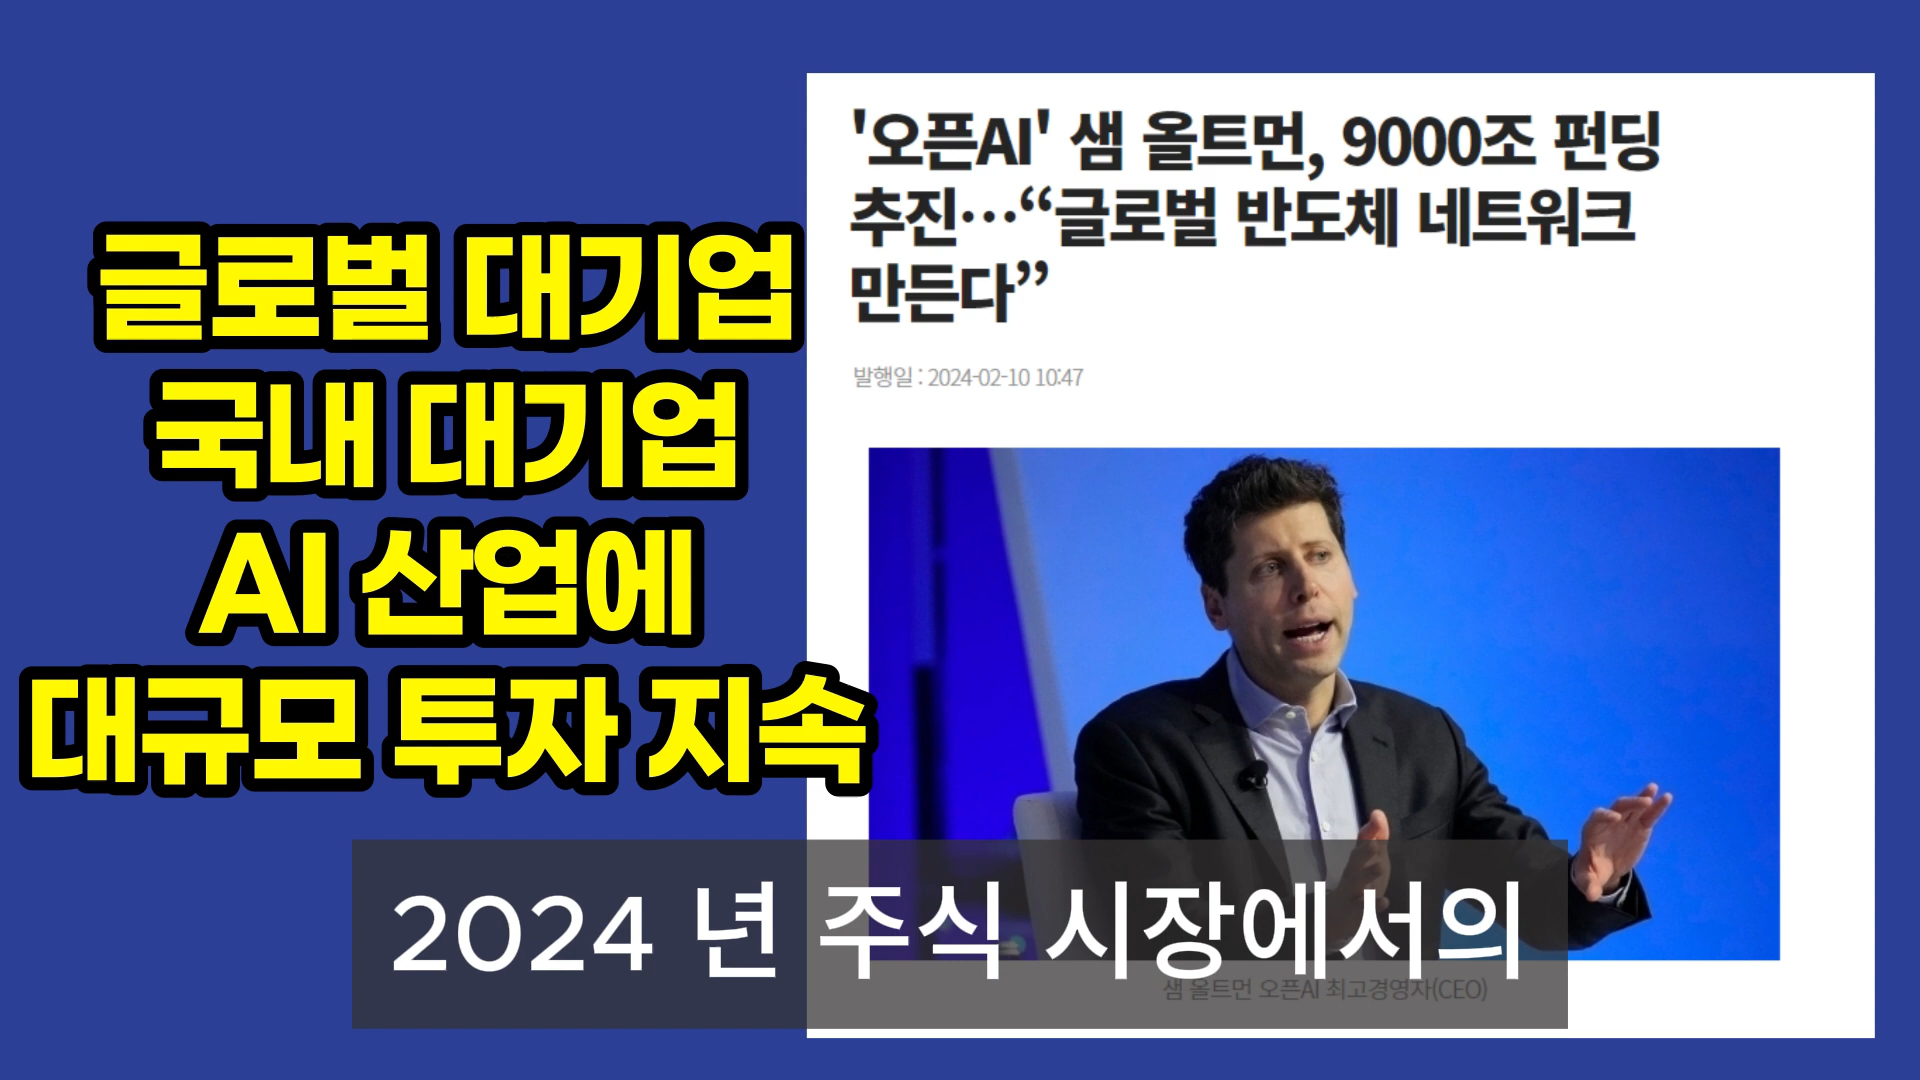 글로벌 대기업
국내 대기업
AI 산업에
대규모 투자 지속
'오픈AI' 샘 올트먼, 9000조 펀딩
추진…“글로벌 반도체 네트워크
만든다”
발행일 : 2024-02-10 10:47
샘 올트먼 오픈AI 최고경영자(CEO)
2024 년 주식 시장에서의